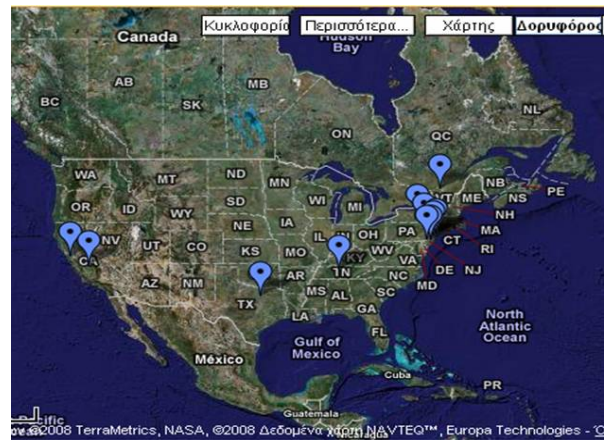 Κυκλοφορία Περισσότερα... Χάρτης Δορυφόρος
Canada
Hudson
Bay
AB
MB
BC
SK
NL
ON
QC
WA
MT
ND
MN
NB
PE
VT
ME
NS
OR
ID
SD
WI
MI
NH
WY
MA
NE
IA
PA
NV
IL
OH
CT
RI
UT
CO
KS
MO
WV
CA
KY
VA
DE
NJ
AZ
NM
AR
TN
NC
MD
MS
AL
SC
TX
GA
LA
North
Atlantic
Ocean
FL
Gulf of
Mexico
México
Cuba
PR
Guatemala
Nicaragua
©2008 TerraMetrics, NASA, ©2008 Δεδομένα χάρτη NAVTEQ™, Europa Technologies -